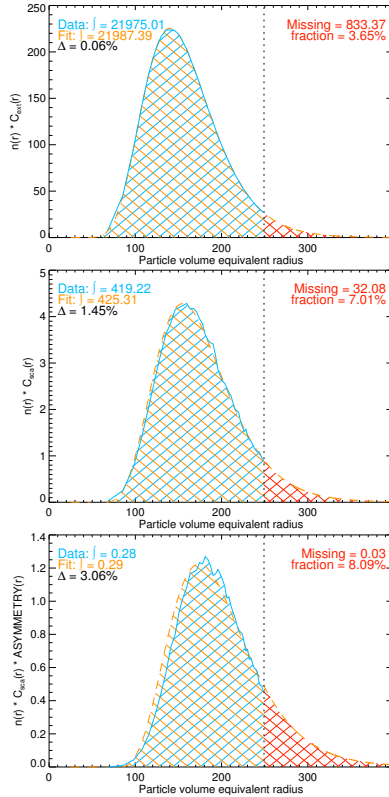 Data: ∫ = 21975.01
Fit: ∫ = 21987.39
Δ = 0.06%
Missing = 833.37
fraction = 3.65%
250
200
150
100
50
0
n(r) * Cext(r)
0 100 200 300
Particle volume equivalent radius
Data: ∫ = 419.22
Fit: ∫ = 425.31
Δ = 1.45%
Missing = 32.08
fraction = 7.01%
5
4
3
2
1
0
n(r) * Csca(r)
0 100 200 300
Particle volume equivalent radius
Data: ∫ = 0.28
Fit: ∫ = 0.29
Δ = 3.06%
Missing = 0.03
fraction = 8.09%
1.4
1.2
1.0
0.8
0.6
0.4
0.2
0.0
n(r) * Csca(r) * ASYMMETRY(r)
0 100 200 300
Particle volume equivalent radius